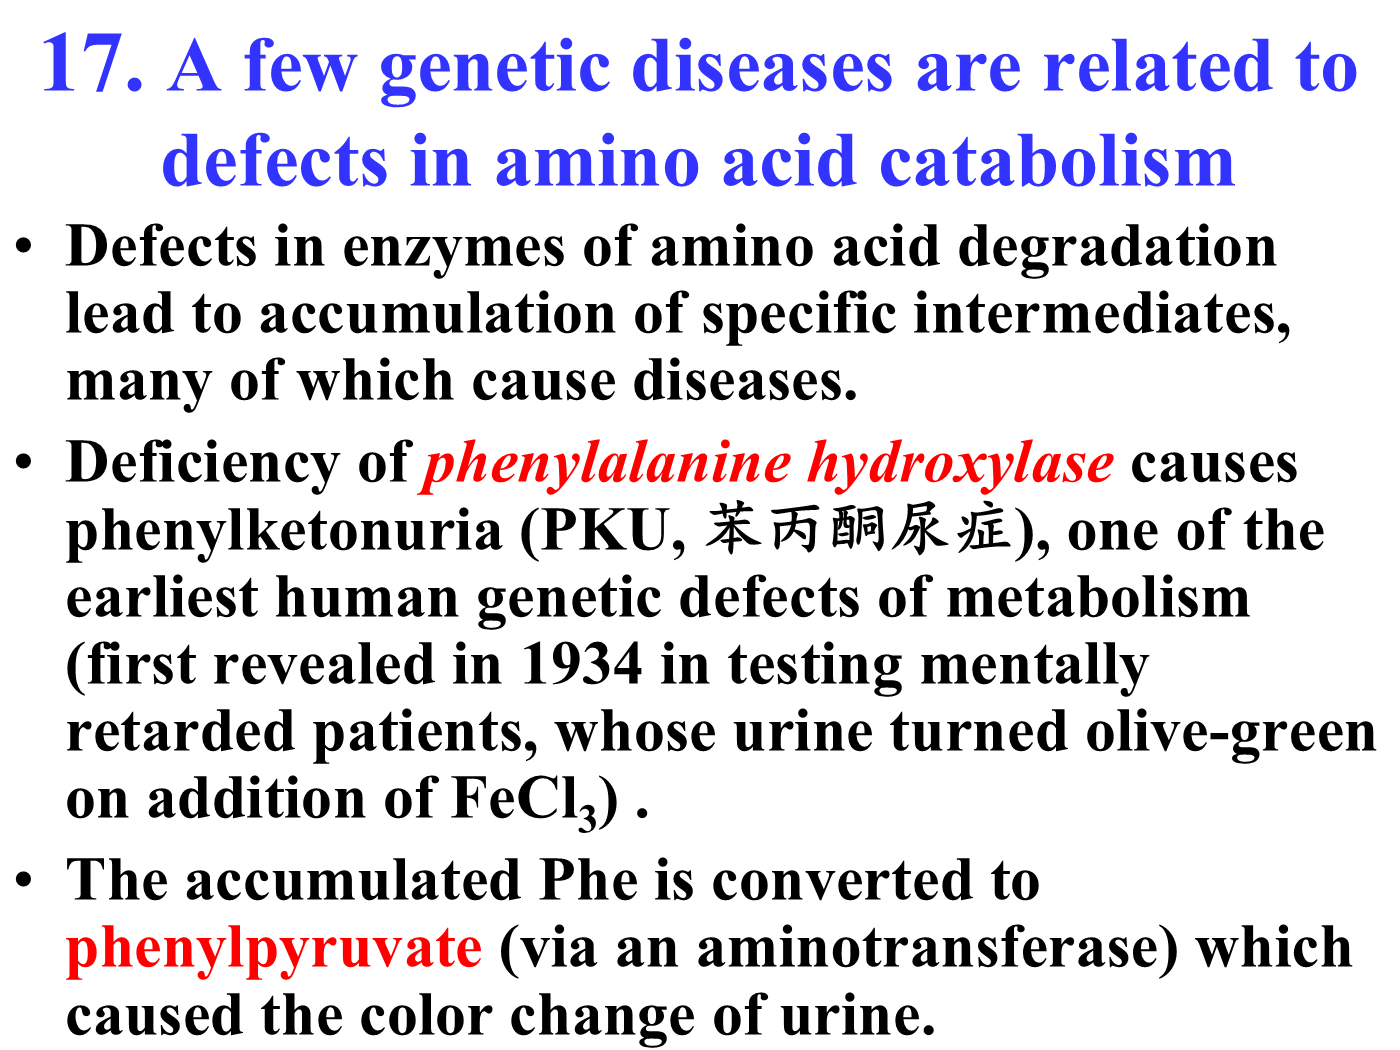 17. A few genetic diseases are related to
defects in amino acid catabolism
• Defects in enzymes of amino acid degradation
lead to accumulation of specific intermediates,
many of which cause diseases.
• Deficiency of phenylalanine hydroxylase causes
phenylketonuria (PKU, 苯丙酮尿症), one of the
earliest human genetic defects of metabolism
(first revealed in 1934 in testing mentally
retarded patients, whose urine turned olive-green
on addition of FeCl₃) .
• The accumulated Phe is converted to
phenylpyruvate (via an aminotransferase) which
caused the color change of urine.